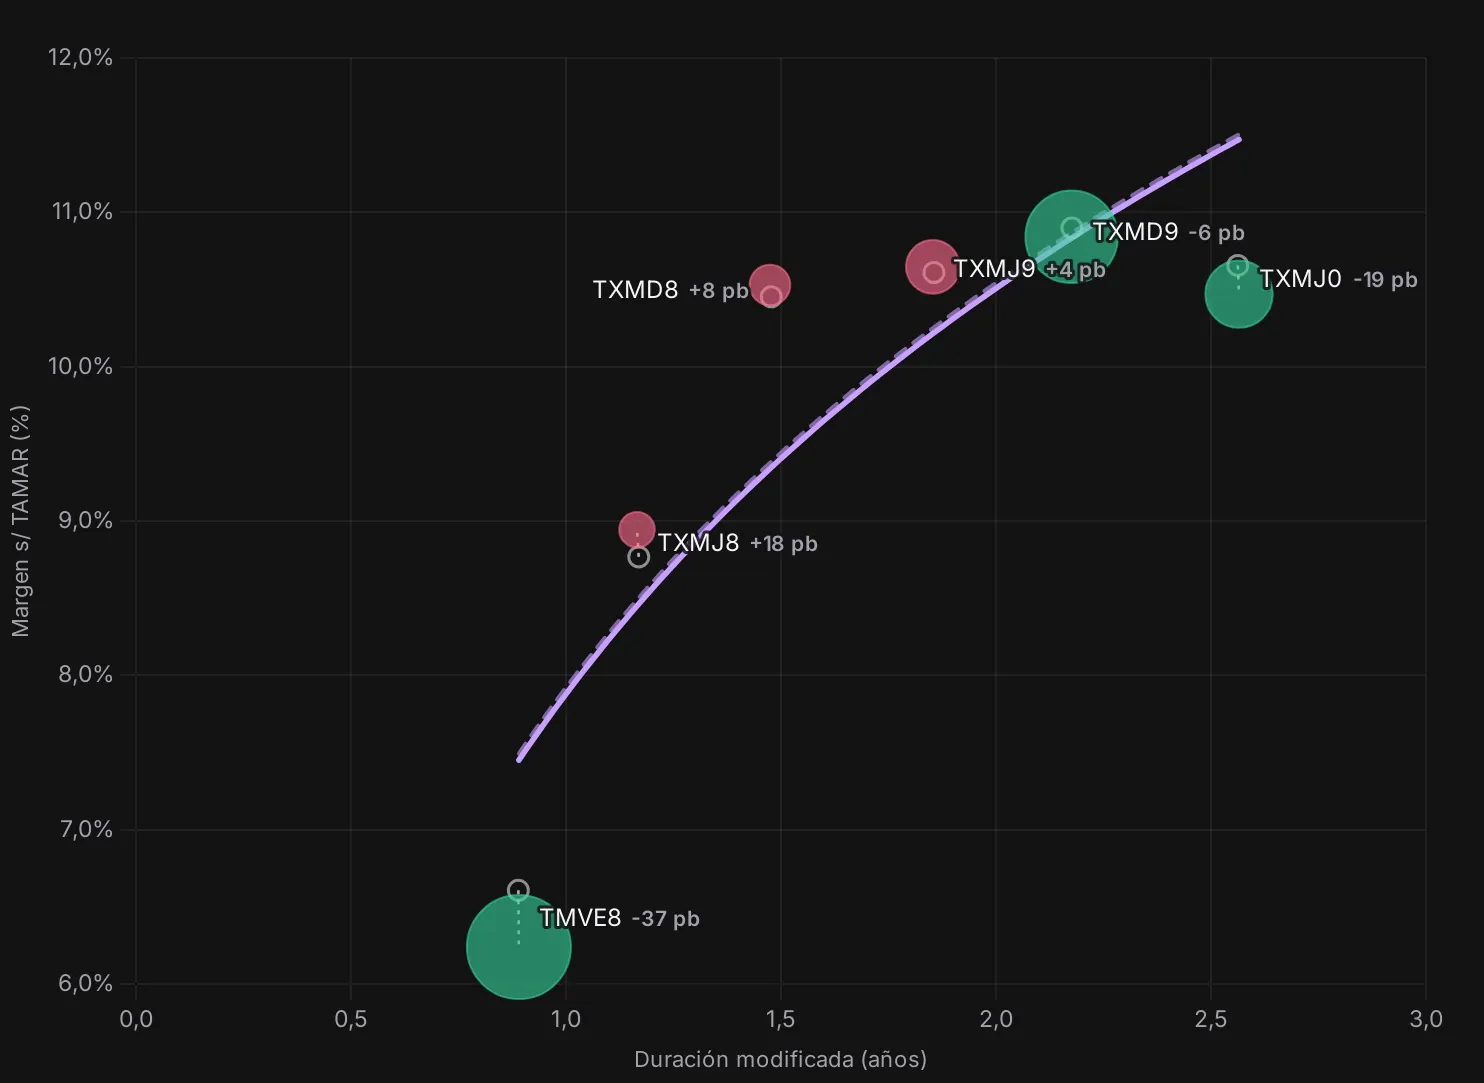 12,0%
11,0%
TXMD9 -6 pb
TXMJ9 +4 pb
TXMJ0 -19 pb
TXMD8 +8 pb
10,0%
9,0%
TXMJ8 +18 pb
8,0%
7,0%
TMVE8 -37 pb
6,0%
Margen s/ TAMAR (%)
0,0 0,5 1,0 1,5 2,0 2,5 3,0
Duración modificada (años)